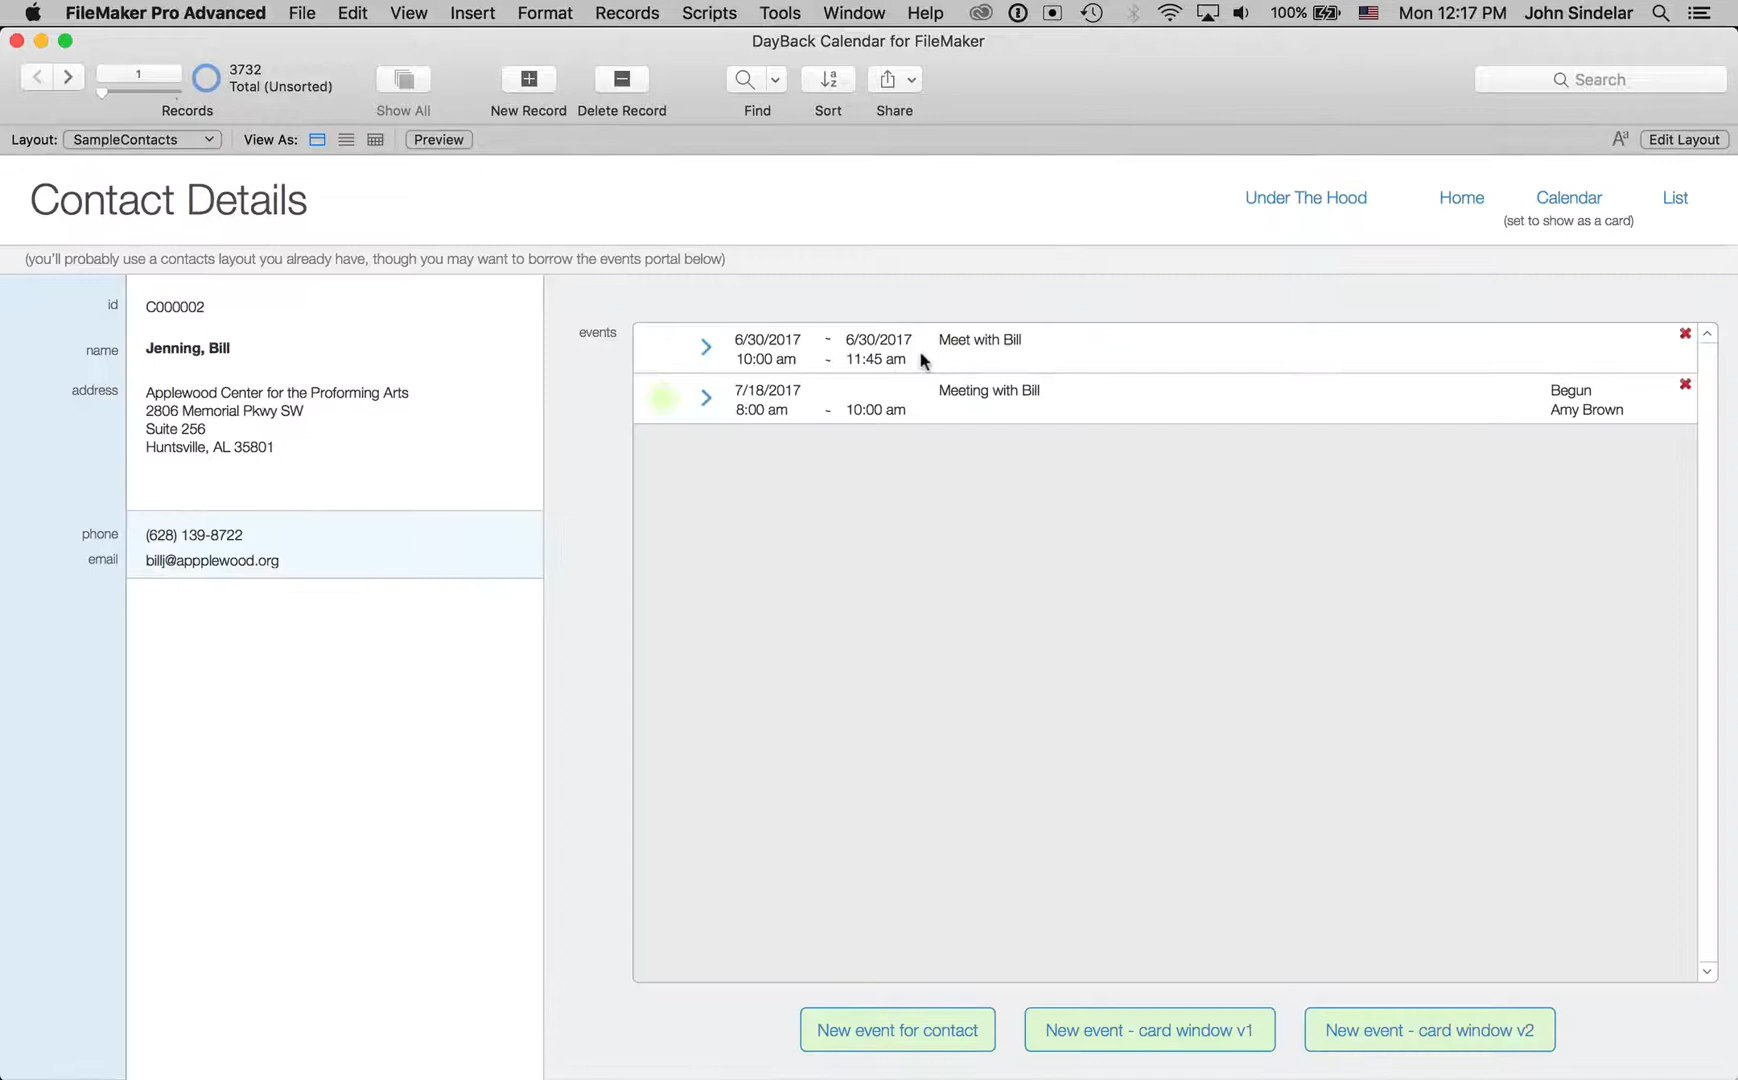 FileMaker Pro Advanced File Edit View Insert Format Records Scripts Tools Window Help 100% Mon 12:17 PM John Sindelar
DayBack Calendar for FileMaker
1
3732
Total (Unsorted)
Search
Records Show All New Record Delete Record Find Sort Share
Layout: SampleContacts View As: Preview Aa Edit Layout
Contact Details
Under The Hood Home Calendar List
(set to show as a card)
(you'll probably use a contacts layout you already have, though you may want to borrow the events portal below)
id C000002
name Jenning, Bill
address Applewood Center for the Proforming Arts
2806 Memorial Pkwy SW
Suite 256
Huntsville, AL 35801
phone (628) 139-8722
email billj@appplewood.org
events
6/30/2017 ~ 6/30/2017 Meet with Bill
10:00 am ~ 11:45 am
7/18/2017 Meeting with Bill Begun
8:00 am ~ 10:00 am Amy Brown
New event for contact New event - card window v1 New event - card window v2